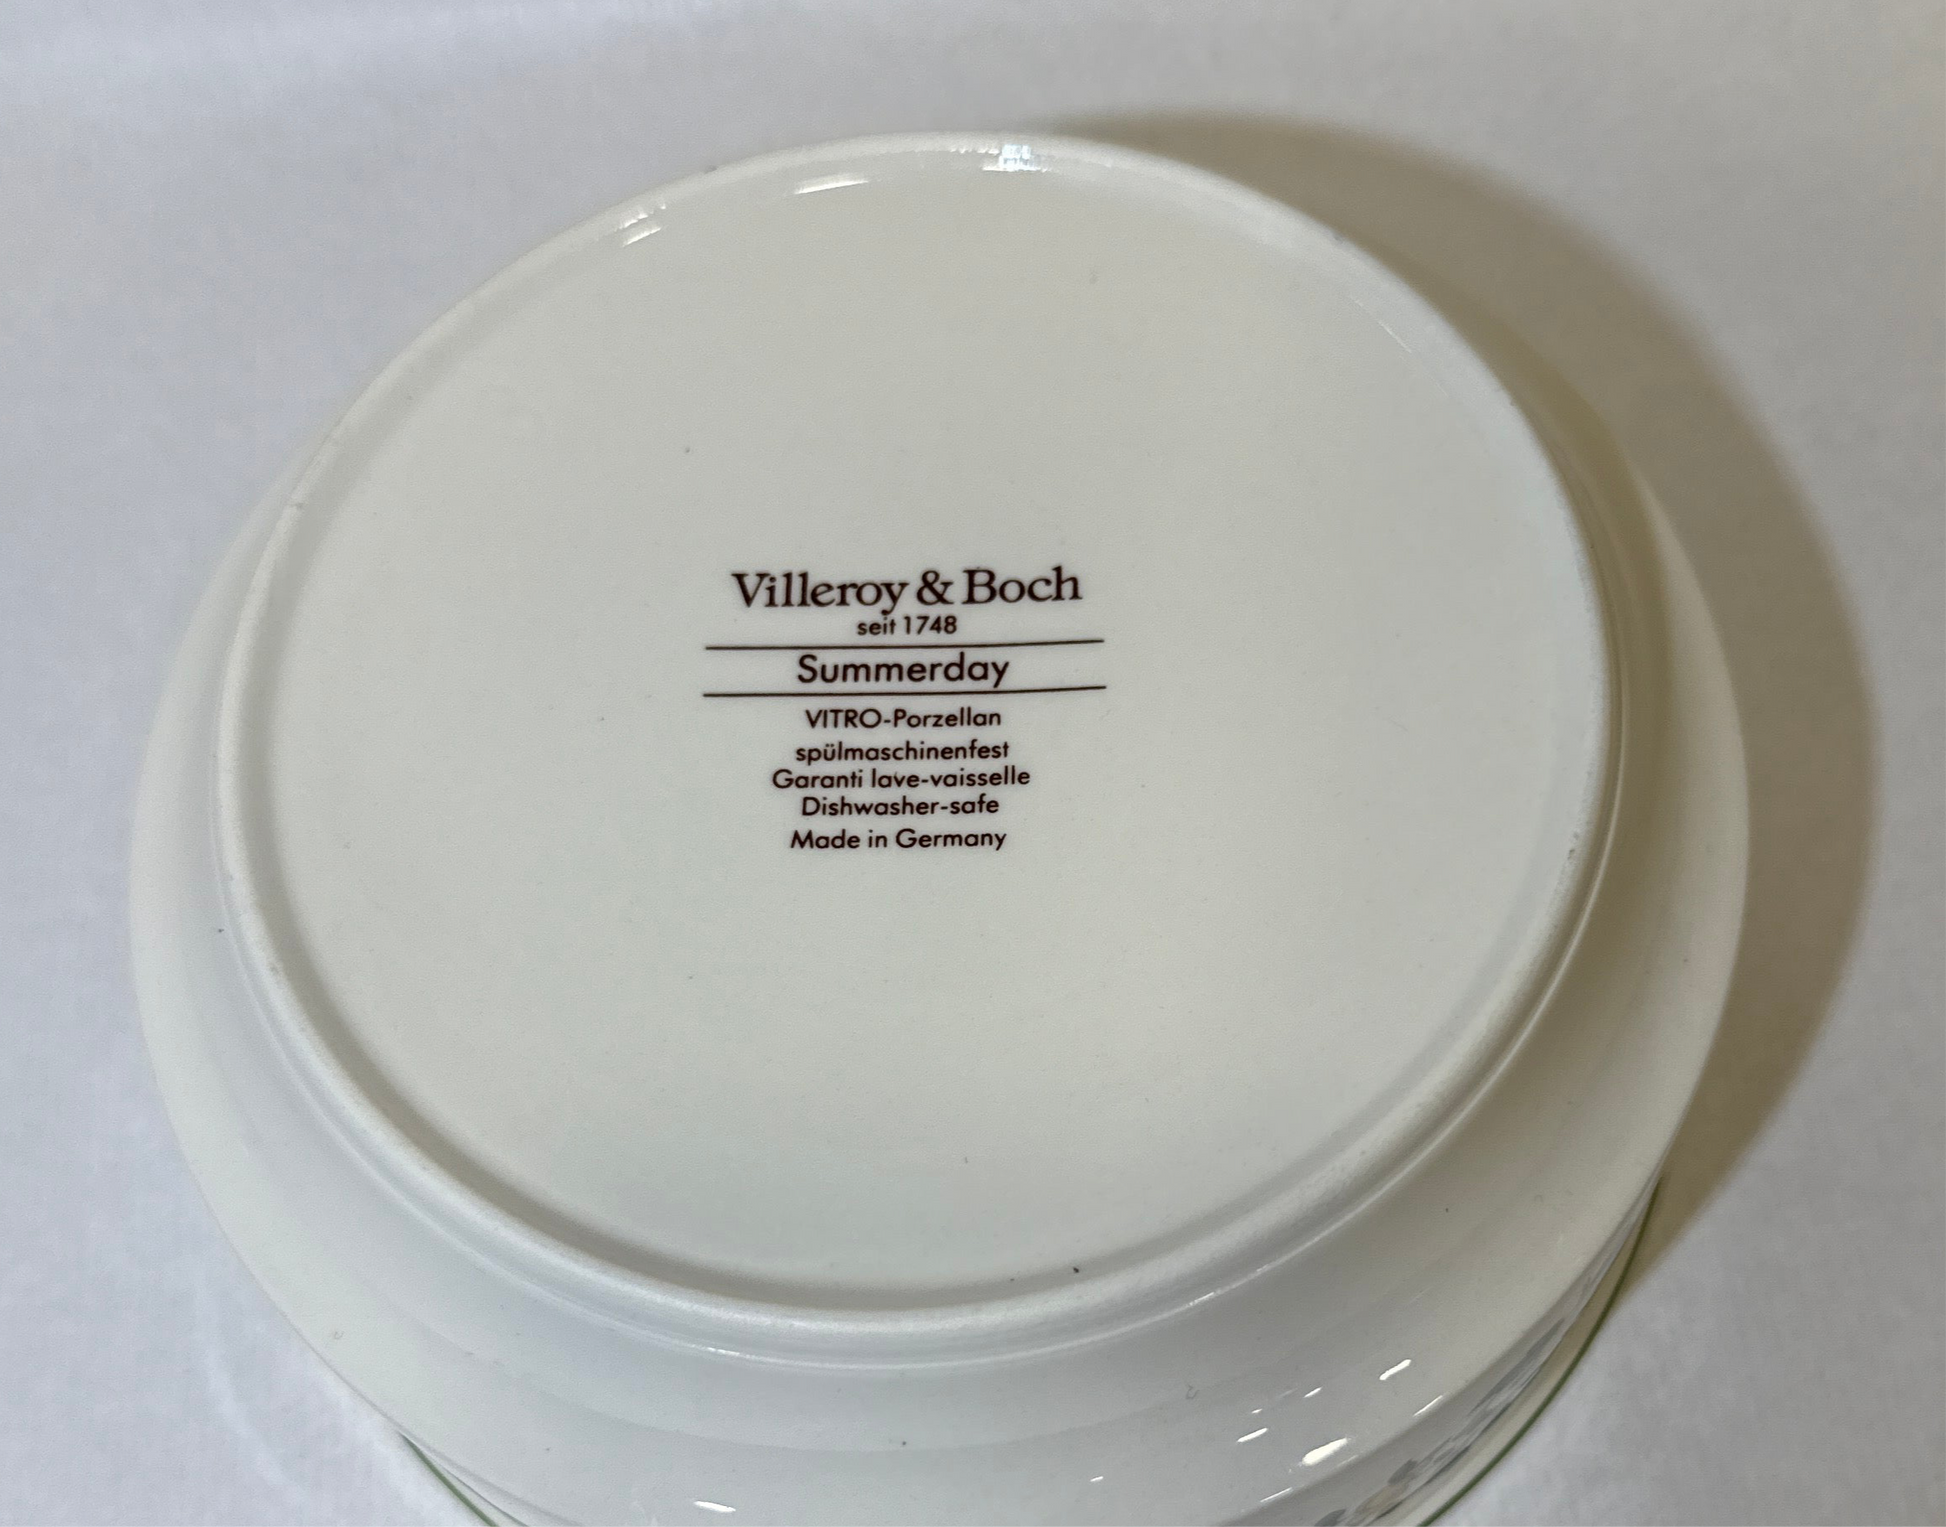 Villeroy & Boch
seit 1748
Summerday
VITRO-Porzellan
spülmaschinenfest
Garanti lave-vaisselle
Dishwasher-safe
Made in Germany